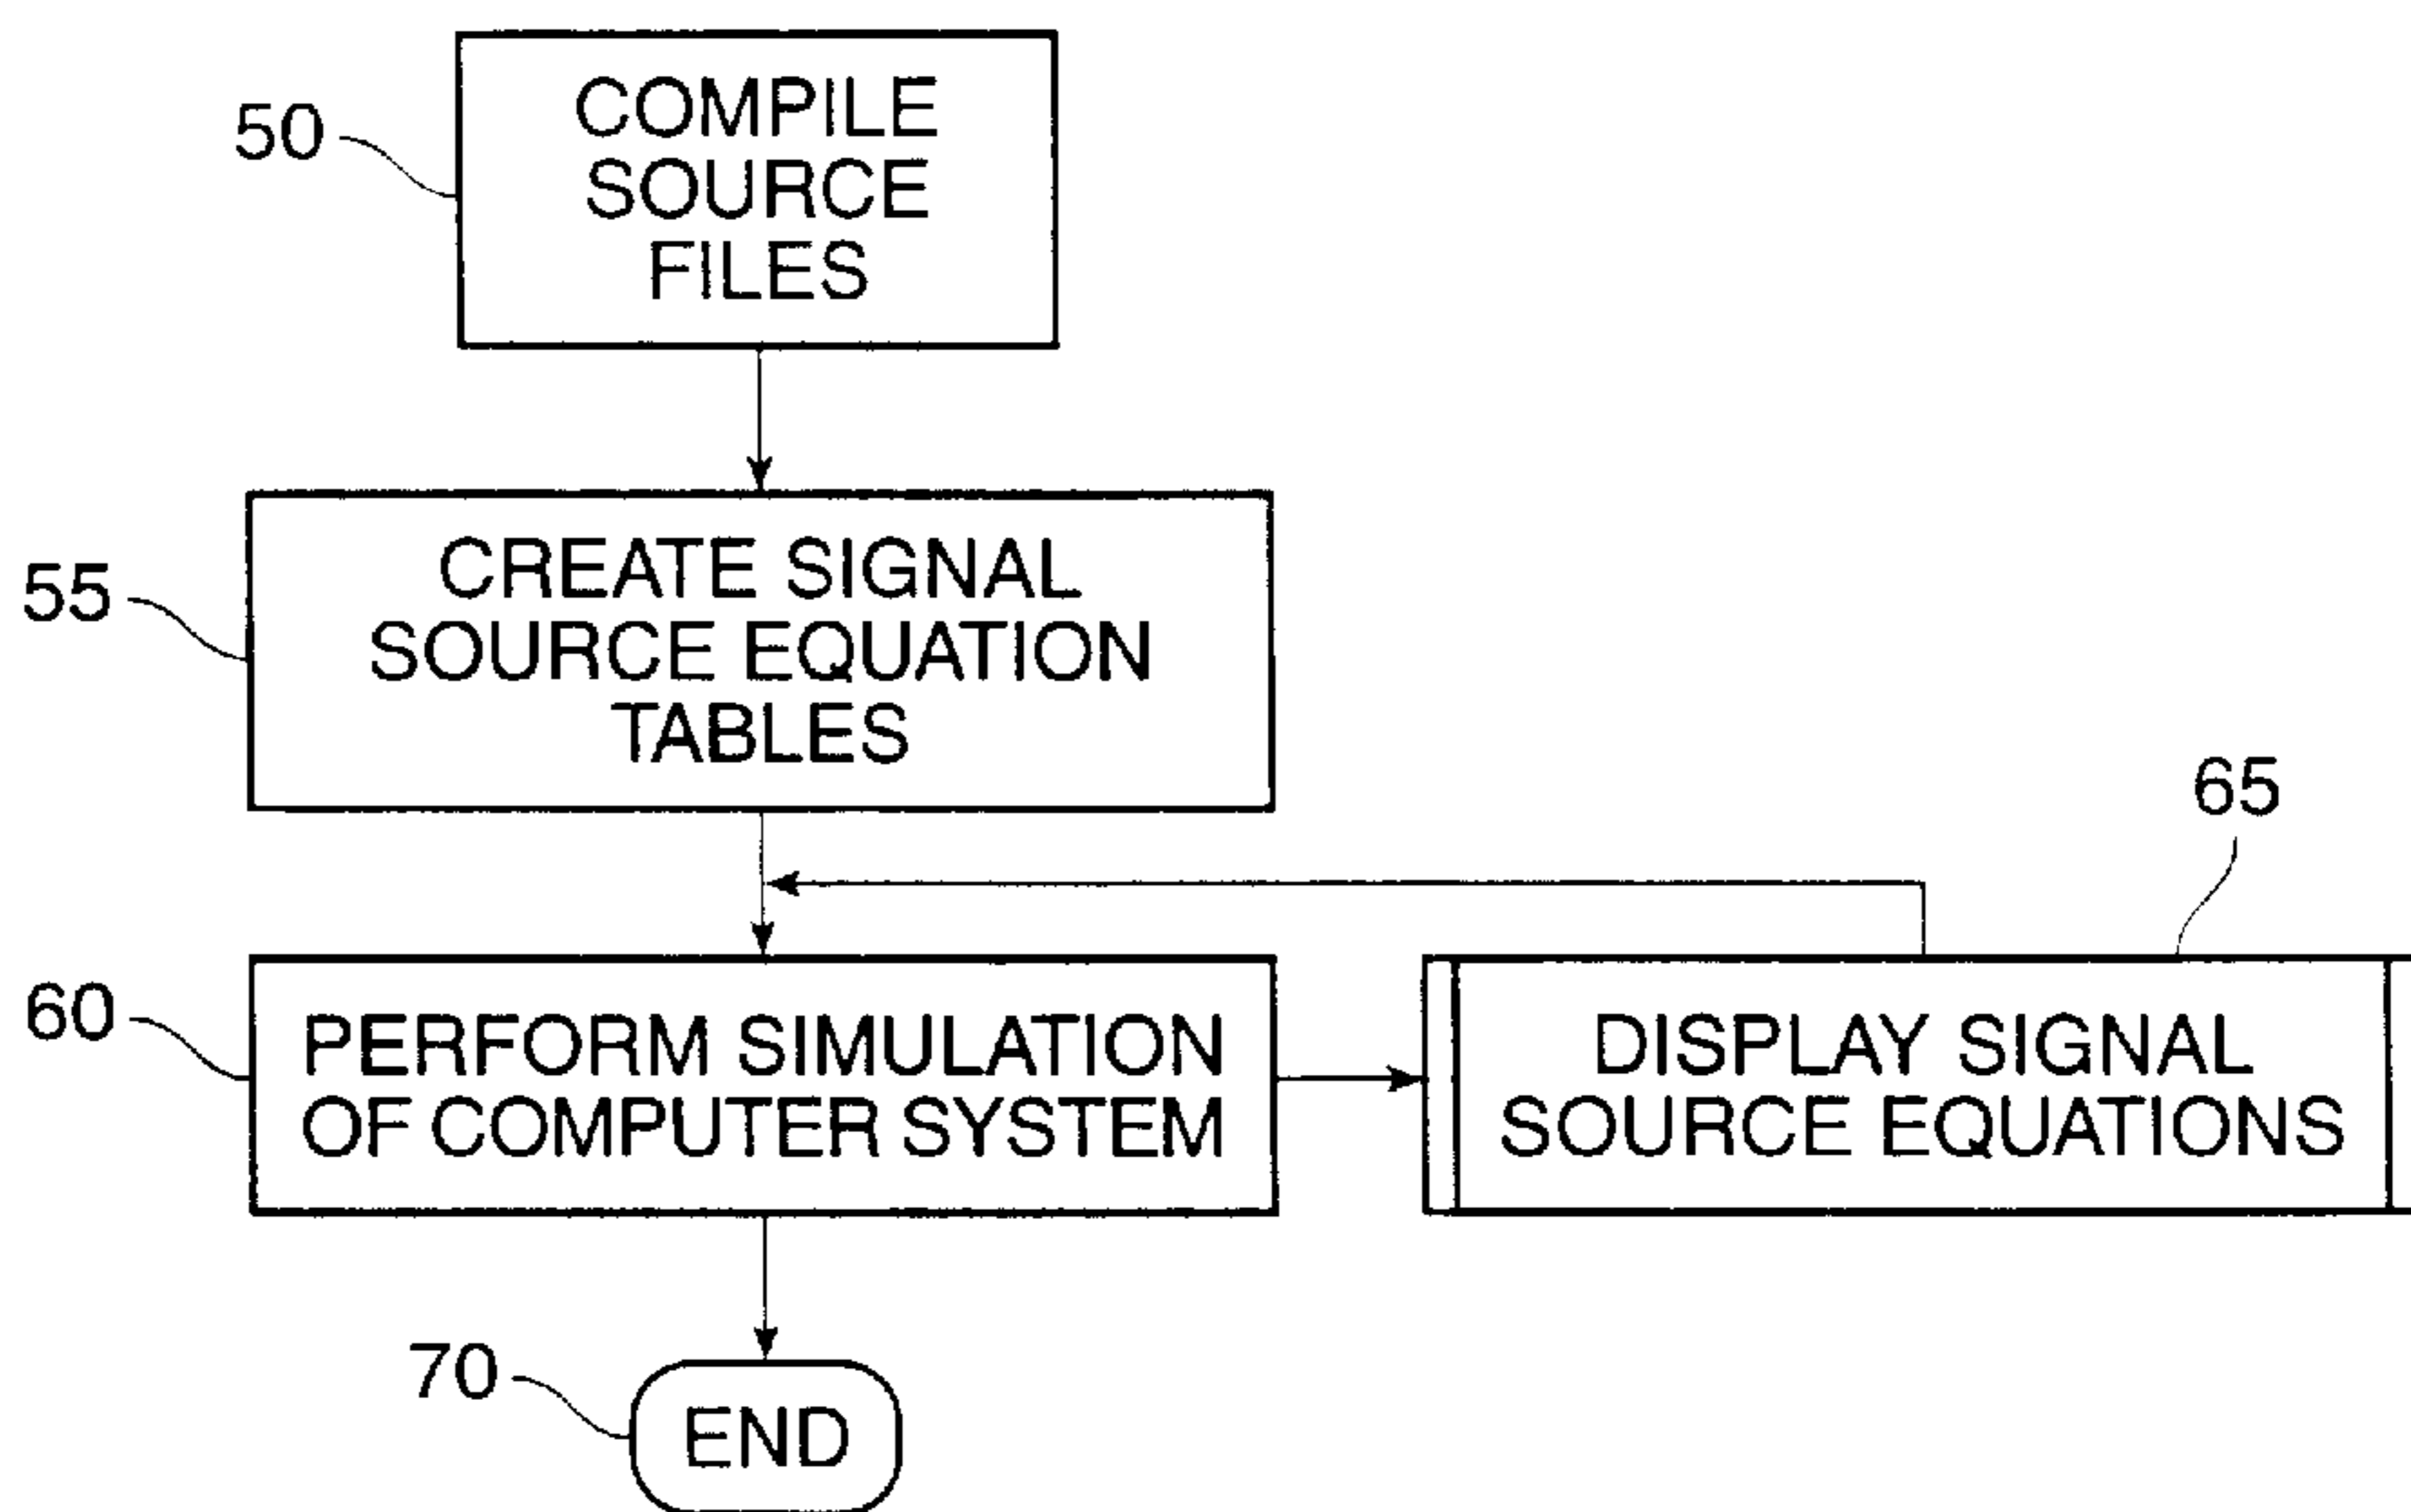 50
COMPILE
SOURCE
FILES
55
CREATE SIGNAL
SOURCE EQUATION
TABLES
65
60
PERFORM SIMULATION
OF COMPUTER SYSTEM
DISPLAY SIGNAL
SOURCE EQUATIONS
70
END